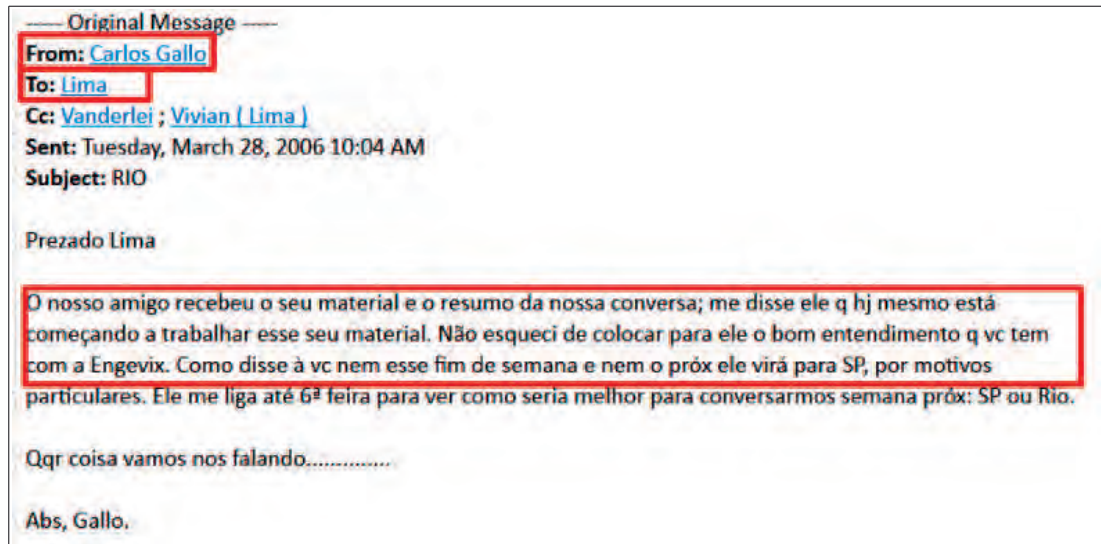 ----- Original Message -----
From: Carlos Gallo
To: Lima
Cc: Vanderlei ; Vivian ( Lima )
Sent: Tuesday, March 28, 2006 10:04 AM
Subject: RIO
Prezado Lima
O nosso amigo recebeu o seu material e o resumo da nossa conversa; me disse ele q hj mesmo está
começando a trabalhar esse seu material. Não esqueci de colocar para ele o bom entendimento q vc tem
com a Engevix. Como disse à vc nem esse fim de semana e nem o próx ele virá para SP, por motivos
particulares. Ele me liga até 6ª feira para ver como seria melhor para conversarmos semana próx: SP ou Rio.
Qqr coisa vamos nos falando..............
Abs, Gallo.